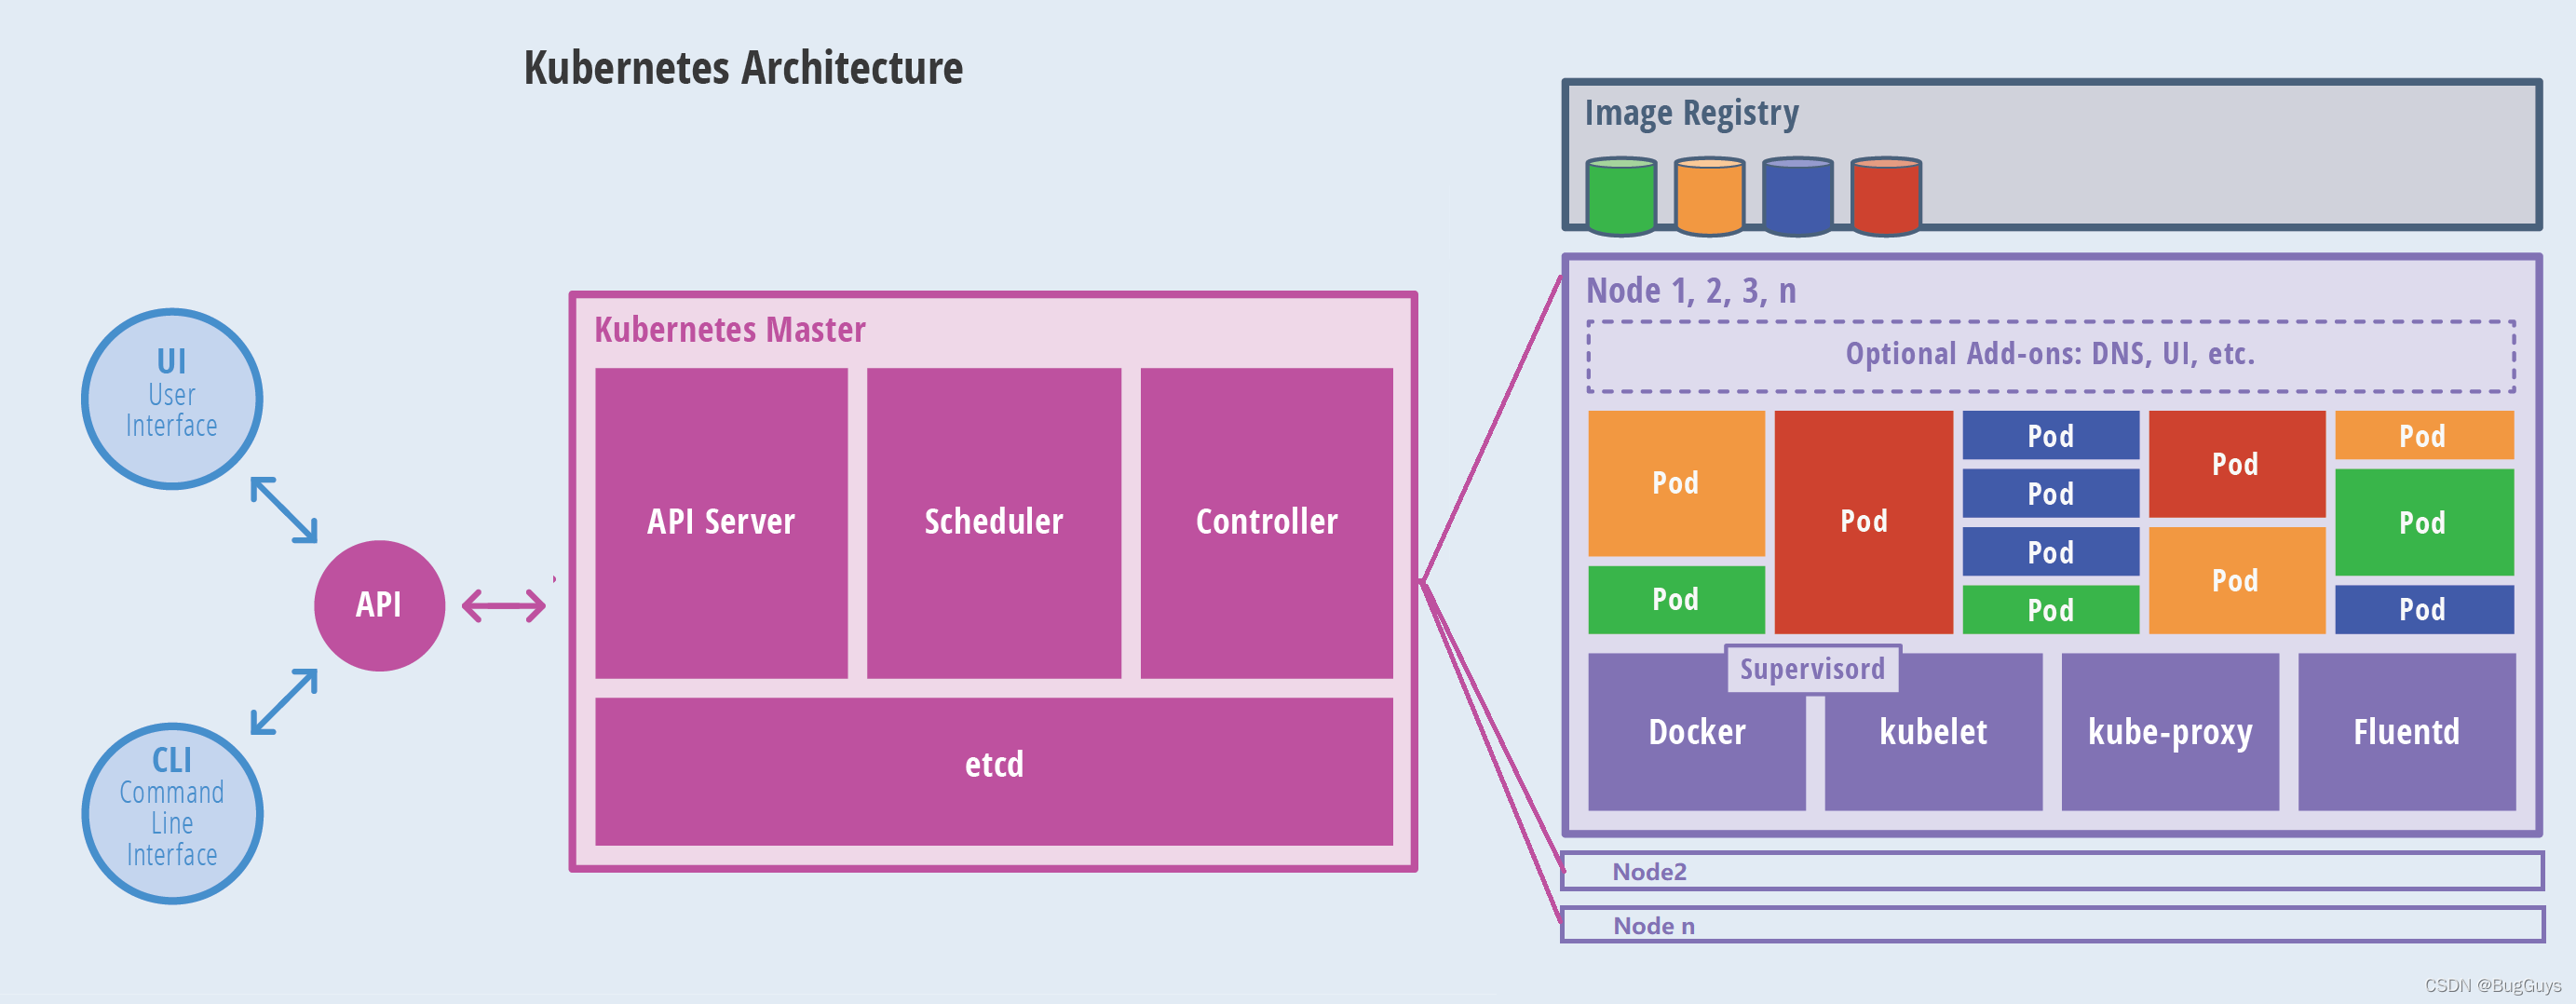 Kubernetes Architecture
UI
User
Interface
API
CLI
Command
Line
Interface
Kubernetes Master
API Server
Scheduler
Controller
etcd
Image Registry
Node 1, 2, 3, n
Optional Add-ons: DNS, UI, etc.
Pod
Pod
Pod
Pod
Pod
Pod
Pod
Pod
Pod
Pod
Pod
Pod
Supervisord
Docker
kubelet
kube-proxy
Fluentd
Node2
Node n
CSDN @BugGuys